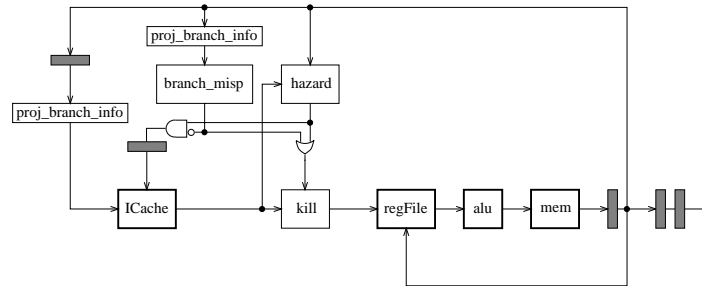 proj_branch_info
branch_misp
hazard
proj_branch_info
ICache
kill
regFile
alu
mem